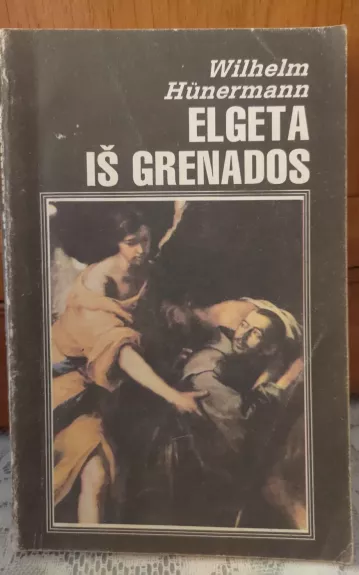 Wilhelm
Hünermann
ELGETA
IŠ GRENADOS